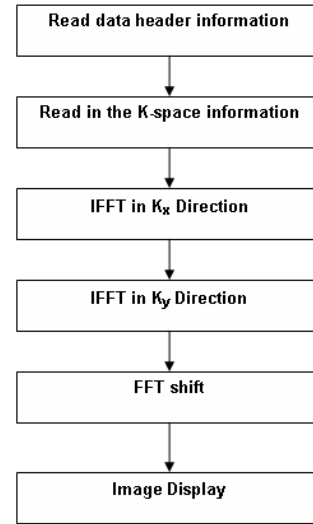 Read data header information
Read in the K-space information
IFFT in Kx Direction
IFFT in Ky Direction
FFT shift
Image Display